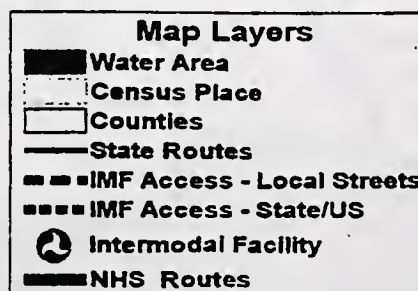 Map Layers
Water Area
Census Place
Counties
State Routes
IMF Access - Local Streets
IMF Access - State/US
Intermodal Facility
NHS Routes